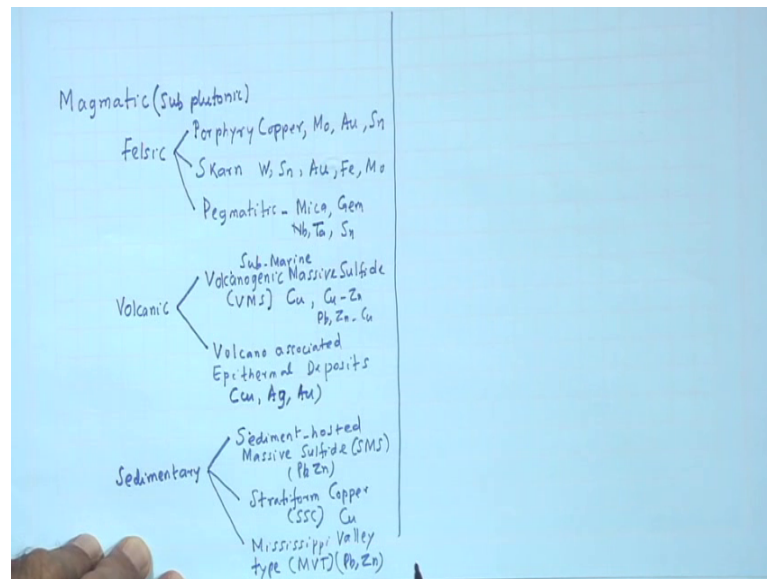 Magmatic (Sub plutonic)
Felsic
Porphyry Copper, Mo, Au, Sn
Skarn W, Sn, Au, Fe, Mo
Pegmatitic - Mica, Gem
Nb, Ta, Sn
Volcanic
Sub-Marine
Volcanogenic Massive Sulfide
(VMS) Cu, Cu-Zn
Pb, Zn-Cu
Volcano associated
Epithermal Deposits
(Cu, Ag, Au)
Sedimentary
Sediment-hosted
Massive Sulfide (SMS)
(Pb Zn)
Stratiform Copper
(SSC) Cu
Mississippi Valley
type (MVT) (Pb, Zn)